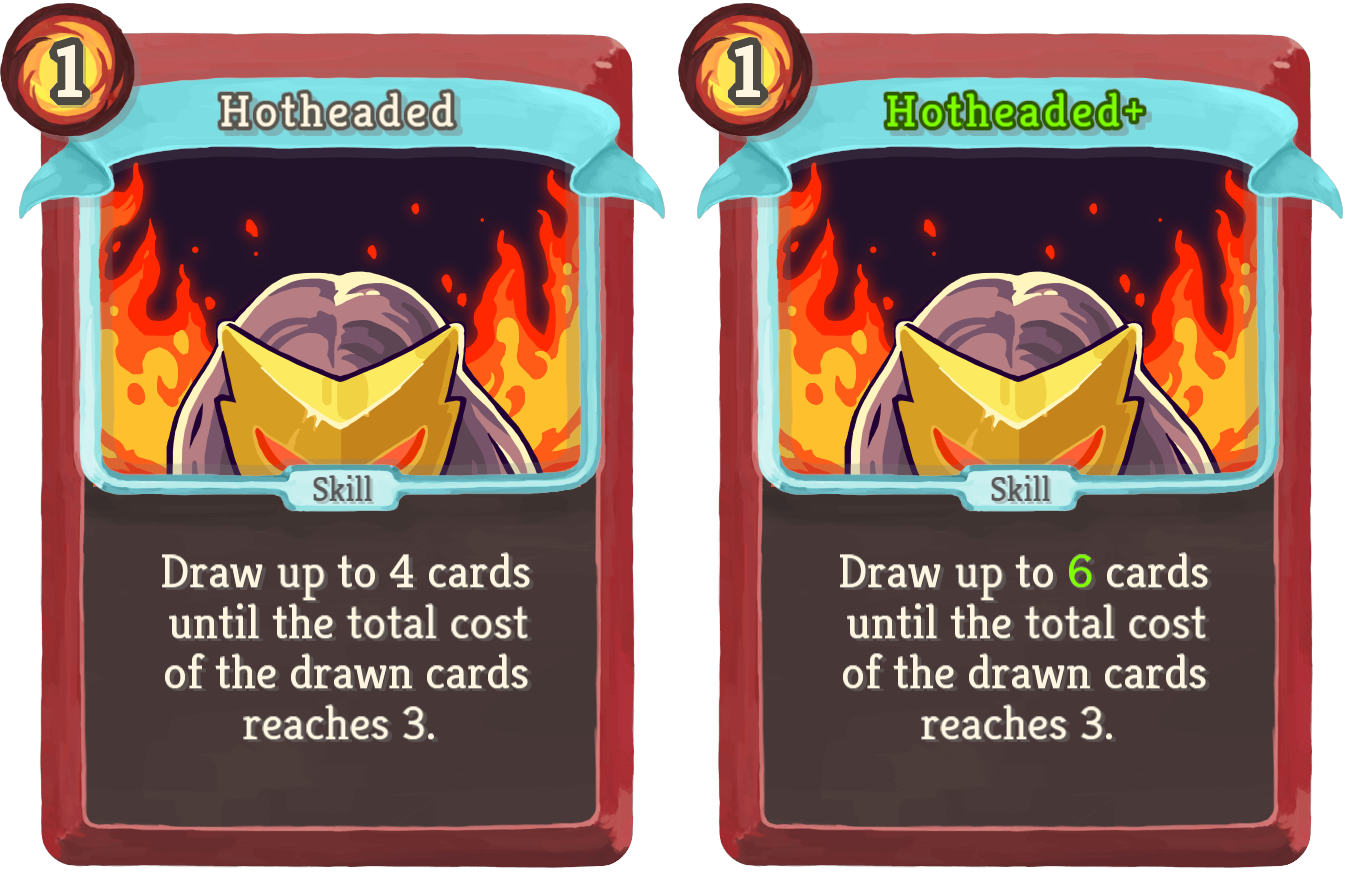 1
Hotheaded
Skill
Draw up to 4 cards
until the total cost
of the drawn cards
reaches 3.
1
Hotheaded+
Skill
Draw up to 6 cards
until the total cost
of the drawn cards
reaches 3.